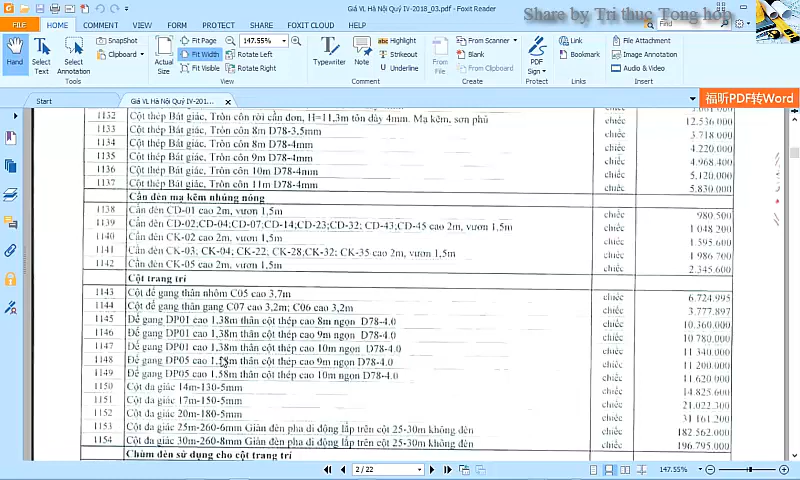 Giá VL Hà Nội Quý IV-2018_03.pdf - Foxit Reader
Share by Tri thuc Tong hop
FILE HOME COMMENT VIEW FORM PROTECT SHARE FOXIT CLOUD HELP
Find
Hand
Select Text
Select Annotation
SnapShot
Clipboard
Actual Size
Fit Page
Fit Width
Fit Visible
147.55%
Rotate Left
Rotate Right
Typewriter
Note
Highlight
Strikeout
Underline
From File
From Scanner
Blank
From Clipboard
PDF Sign
Link
Bookmark
File Attachment
Image Annotation
Audio & Video
Tools View Comment Create Protect Links Insert
Start
Giá VL Hà Nội Quý IV-201...
福昕PDF转Word
1132 Cột thép Bát giác, Tròn côn rời cần đơn, H=11,3m tôn dày 4mm. Mạ kẽm, sơn phủ chiếc 12.536.000
1133 Cột thép Bát giác, Tròn côn 8m D78-3,5mm chiếc 3.718.000
1134 Cột thép Bát giác, Tròn côn 8m D78-4mm chiếc 4.220.000
1135 Cột thép Bát giác, Tròn côn 9m D78-4mm chiếc 4.968.400
1136 Cột thép Bát giác, Tròn côn 10m D78-4mm chiếc 5.120.000
1137 Cột thép Bát giác, Tròn côn 11m D78-4mm chiếc 5.830.000
Cần đèn mạ kẽm nhúng nóng
1138 Cần đèn CD-01 cao 2m, vươn 1,5m chiếc 980.500
1139 Cần đèn CD-02;CD-04;CD-07;CD-14;CD-23;CD-32; CD-43;CD-45 cao 2m, vươn 1,5m chiếc 1 048 200
1140 Cần đèn CK-02 cao 2m, vươn 1,5m chiếc 1 595 600
1141 Cần đèn CK-03, CK-04; CK-22, CK-28;CK-32; CK-35 cao 2m, vươn 1,5m chiếc 1 986 700
1142 Cần đèn CK-05 cao 2m, vươn 1,5m chiếc 2.345.600
Cột trang trí
1143 Cột đế gang thân nhôm C05 cao 3,7m chiếc 6.724.995
1144 Cột đế gang thân gang C07 cao 3,2m; C06 cao 3,2m chiếc 3,777,897
1145 Đế gang DP01 cao 1,38m thân cột thép cao 8m ngọn D78-4.0 chiếc 10.360.000
1146 Đế gang DP01 cao 1,38m thân cột thép cao 9m ngọn D78-4.0 chiếc 10 780.000
1147 Đế gang DP01 cao 1,38m thân cột thép cao 10m ngọn D78-4.0 chiếc 11 340.000
1148 Đế gang DP05 cao 1,58m thân cột thép cao 9m ngọn D78-4.0 chiếc 11 200.000
1149 Đế gang DP05 cao 1,58m thân cột thép cao 10m ngọn D78-4.0 chiếc 11 620 000
1150 Cột đa giác 14m-130-5mm chiếc 14.825.600
1151 Cột đa giác 17m-150-5mm chiếc 21.022.300
1152 Cột đa giác 20m-180-5mm chiếc 31.161.200
1153 Cột đa giác 25m-260-6mm Giàn đèn pha di động lắp trên cột 25-30m không đèn chiếc 182.562.000
1154 Cột đa giác 30m-260-8mm Giàn đèn pha di động lắp trên cột 25-30m không đèn chiếc 196.795.000
Chùm đèn sử dụng cho cột trang trí
2 / 22
147.55%